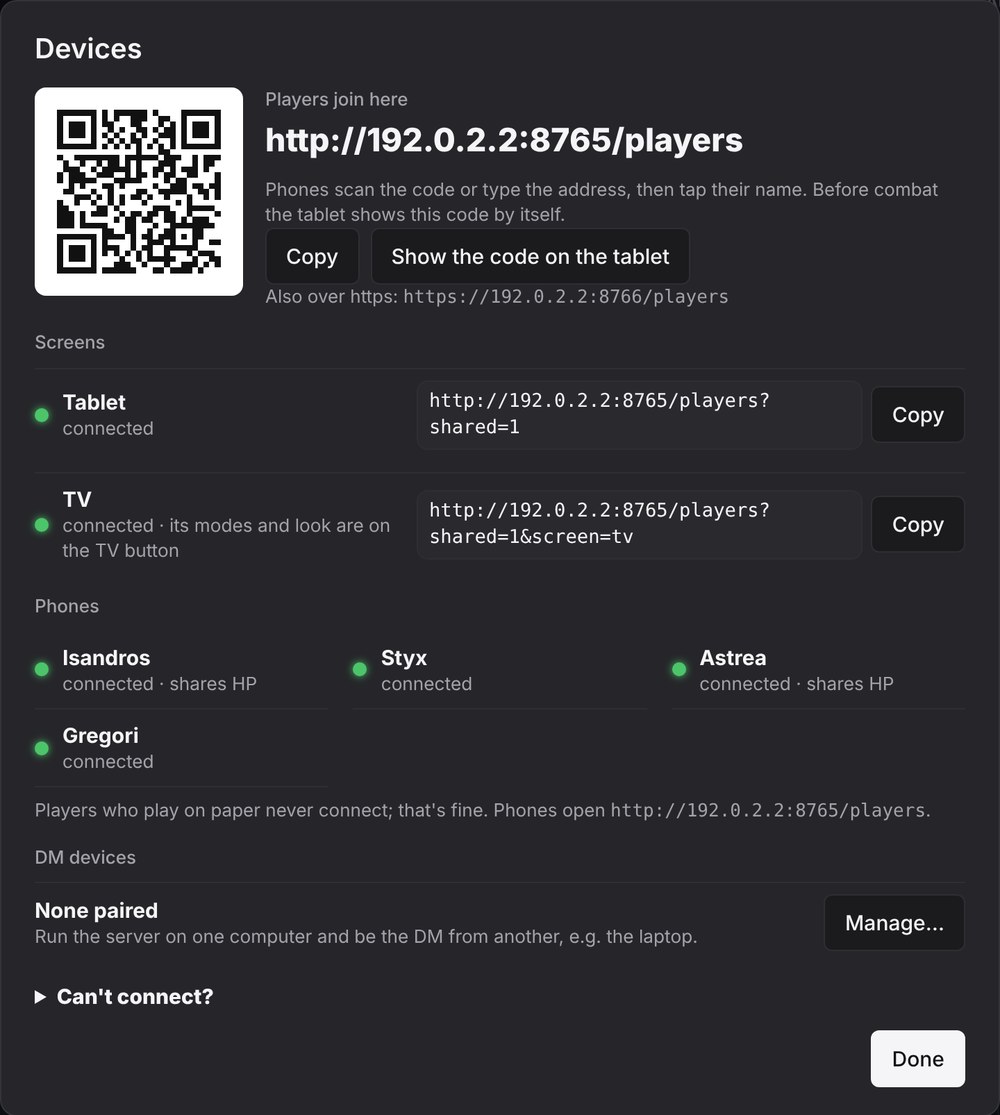 Devices
Players join here
http://192.0.2.2:8765/players
Phones scan the code or type the address, then tap their name. Before combat
the tablet shows this code by itself.
Copy
Show the code on the tablet
Also over https: https://192.0.2.2:8766/players
Screens
Tablet
connected
http://192.0.2.2:8765/players?
shared=1
Copy
TV
connected · its modes and look are on
the TV button
http://192.0.2.2:8765/players?
shared=1&screen=tv
Copy
Phones
Isandros
connected · shares HP
Styx
connected
Astrea
connected · shares HP
Gregori
connected
Players who play on paper never connect; that's fine. Phones open http://192.0.2.2:8765/players.
DM devices
None paired
Run the server on one computer and be the DM from another, e.g. the laptop.
Manage...
Can't connect?
Done